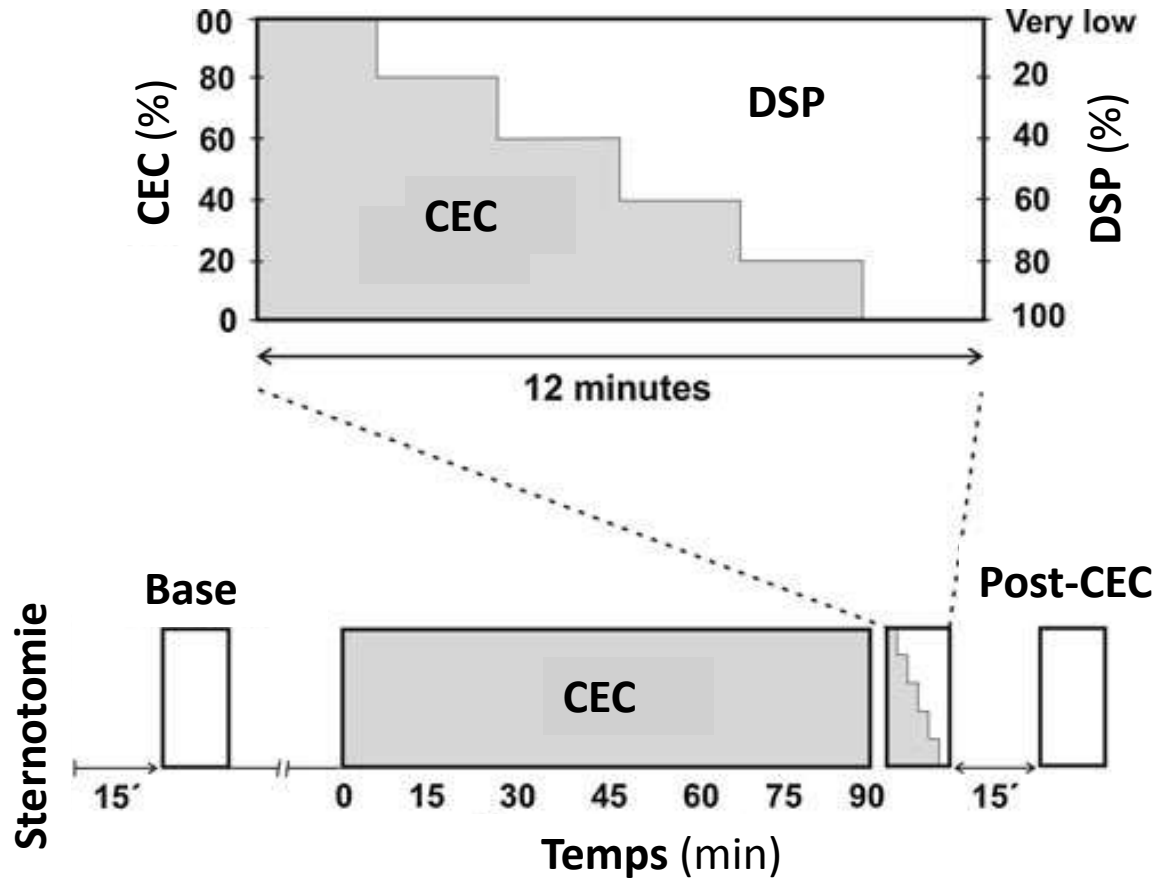 00 Very low
80 20
60 40
40 60
20 80
0 100
CEC (%)
DSP (%)
DSP
CEC
12 minutes
Base
Post-CEC
Sternotomie
CEC
15´ 0 15 30 45 60 75 90 15´
Temps (min)